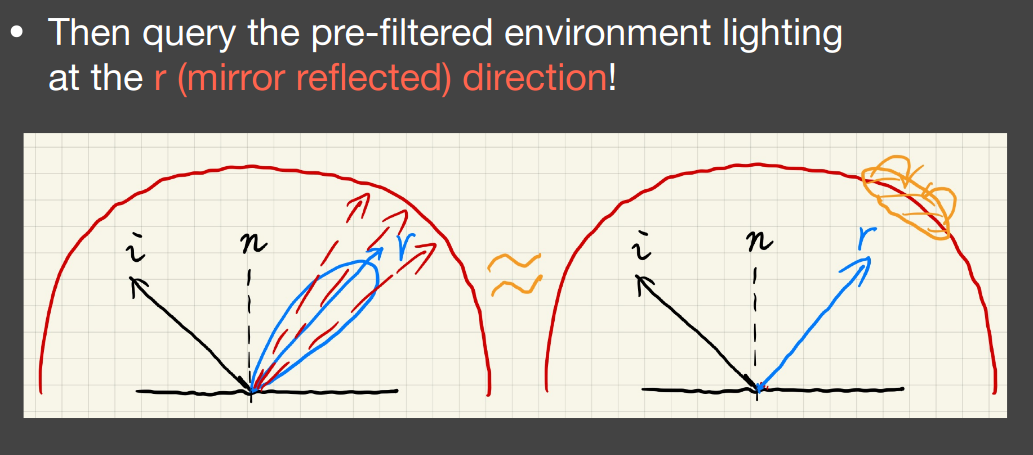 • Then query the pre-filtered environment lighting
at the r (mirror reflected) direction!
i n r ≈ i n r